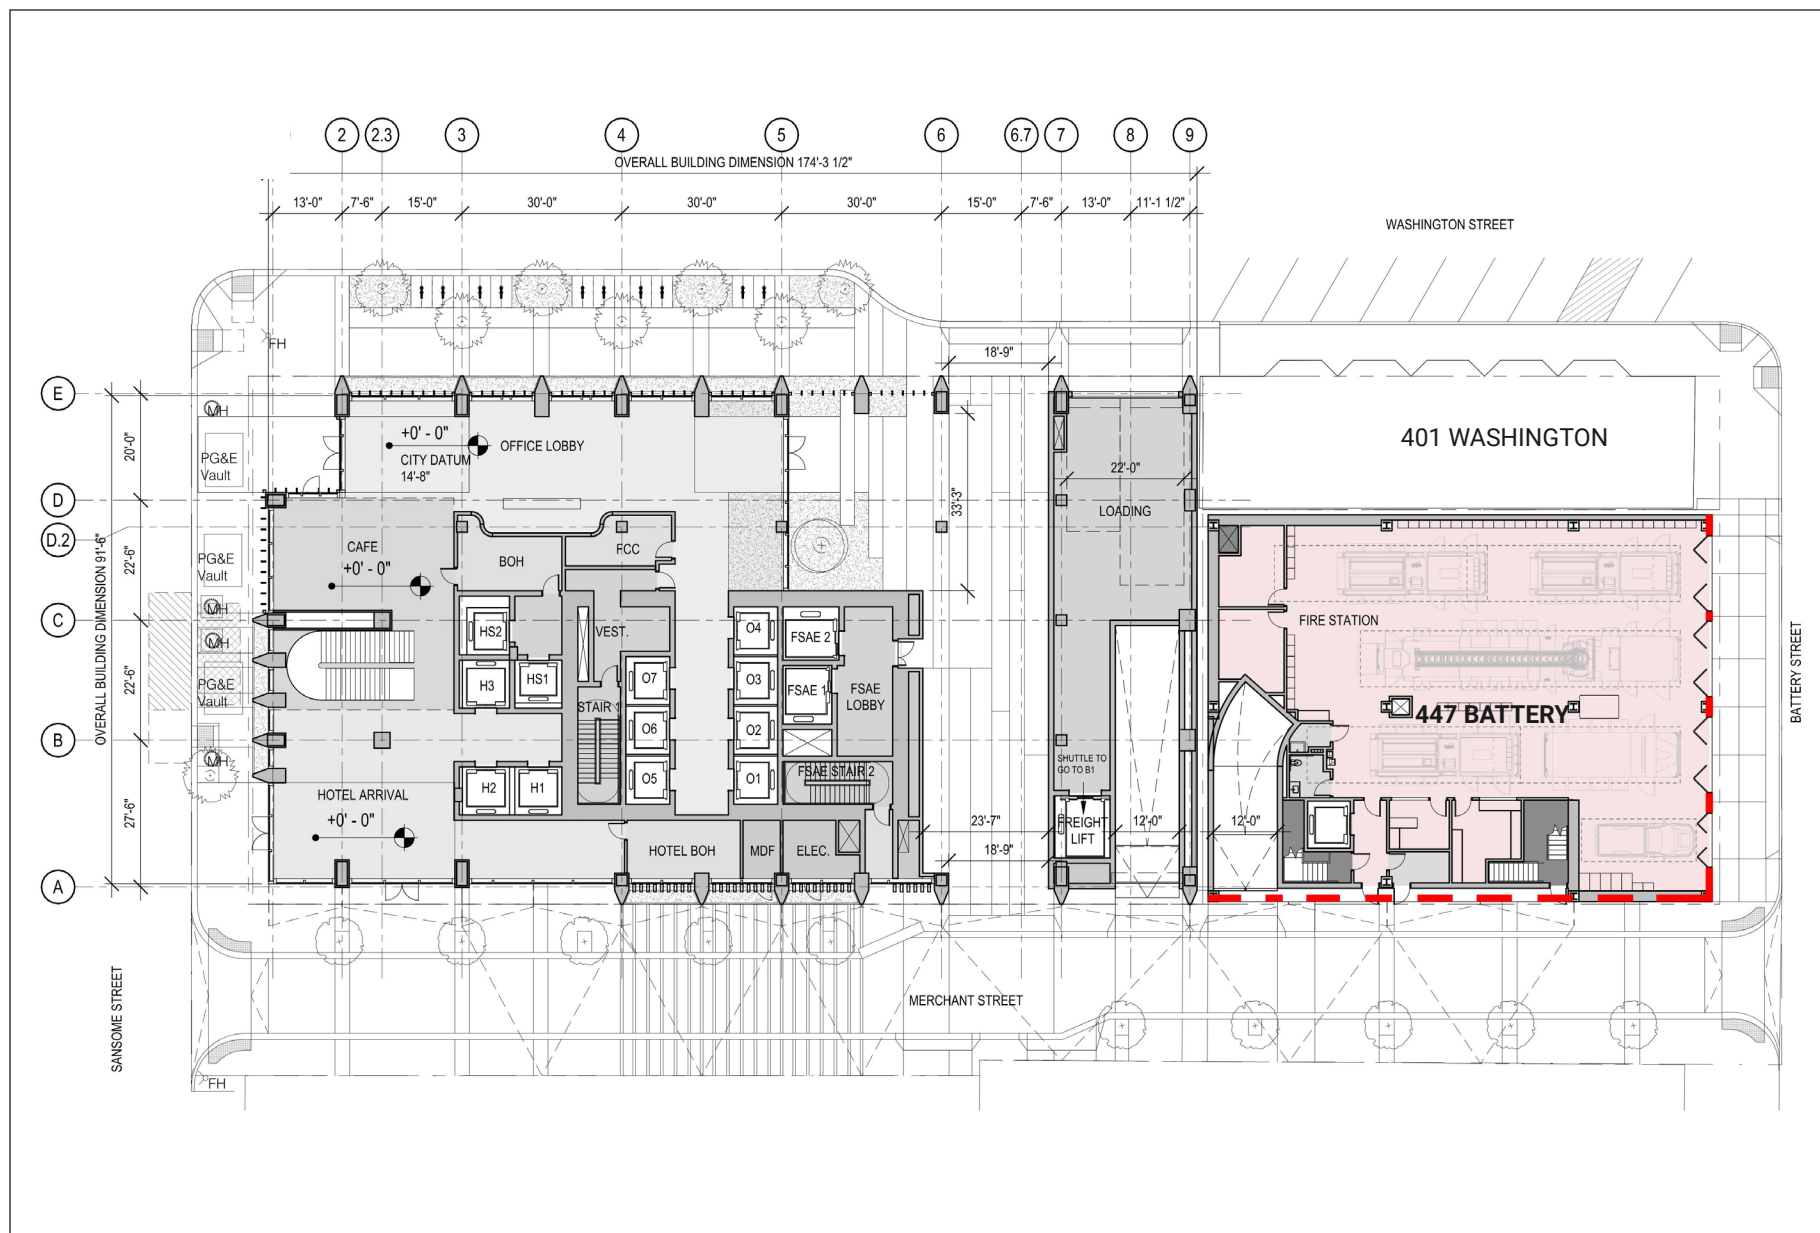 2
2.3
3
4
5
6
6.7
7
8
9
OVERALL BUILDING DIMENSION 174'-3 1/2"
13'-0"
7'-6"
15'-0"
30'-0"
30'-0"
30'-0"
15'-0"
7'-6"
13'-0"
11'-1 1/2"
WASHINGTON STREET
FH
18'-9"
E
D
D.2
C
B
A
OVERALL BUILDING DIMENSION 91'-6"
20'-0"
22'-6"
22'-6"
27'-6"
MH
PG&E
Vault
PG&E
Vault
MH
MH
PG&E
Vault
MH
+0' - 0"
CITY DATUM
14'-8"
OFFICE LOBBY
22'-0"
33'-3"
LOADING
401 WASHINGTON
CAFE
+0' - 0"
BOH
FCC
VEST.
HS2
H3
HS1
STAIR 1
O7
O6
O5
O4
O3
O2
O1
FSAE 2
FSAE 1
FSAE
LOBBY
FSAE STAIR 2
H2
H1
HOTEL ARRIVAL
+0' - 0"
HOTEL BOH
MDF
ELEC.
SHUTTLE TO
GO TO B1
FREIGHT
LIFT
23'-7"
18'-9"
12'-0"
12'-0"
FIRE STATION
447 BATTERY
BATTERY STREET
SANSOME STREET
MERCHANT STREET
FH